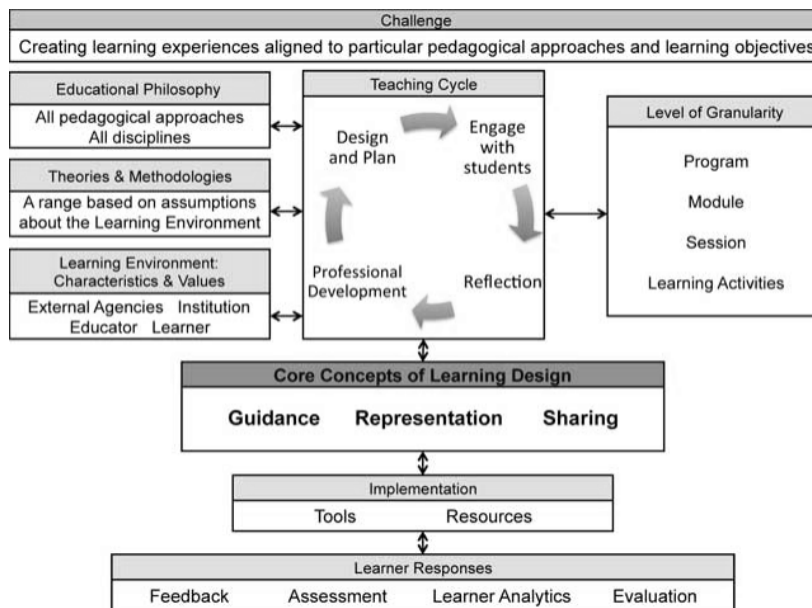 Challenge
Creating learning experiences aligned to particular pedagogical approaches and learning objectives
Educational Philosophy
All pedagogical approaches
All disciplines
Theories & Methodologies
A range based on assumptions
about the Learning Environment
Learning Environment:
Characteristics & Values
External Agencies Institution
Educator Learner
Teaching Cycle
Design
and Plan
Engage
with
students
Reflection
Professional
Development
Level of Granularity
Program
Module
Session
Learning Activities
Core Concepts of Learning Design
Guidance Representation Sharing
Implementation
Tools Resources
Learner Responses
Feedback Assessment Learner Analytics Evaluation